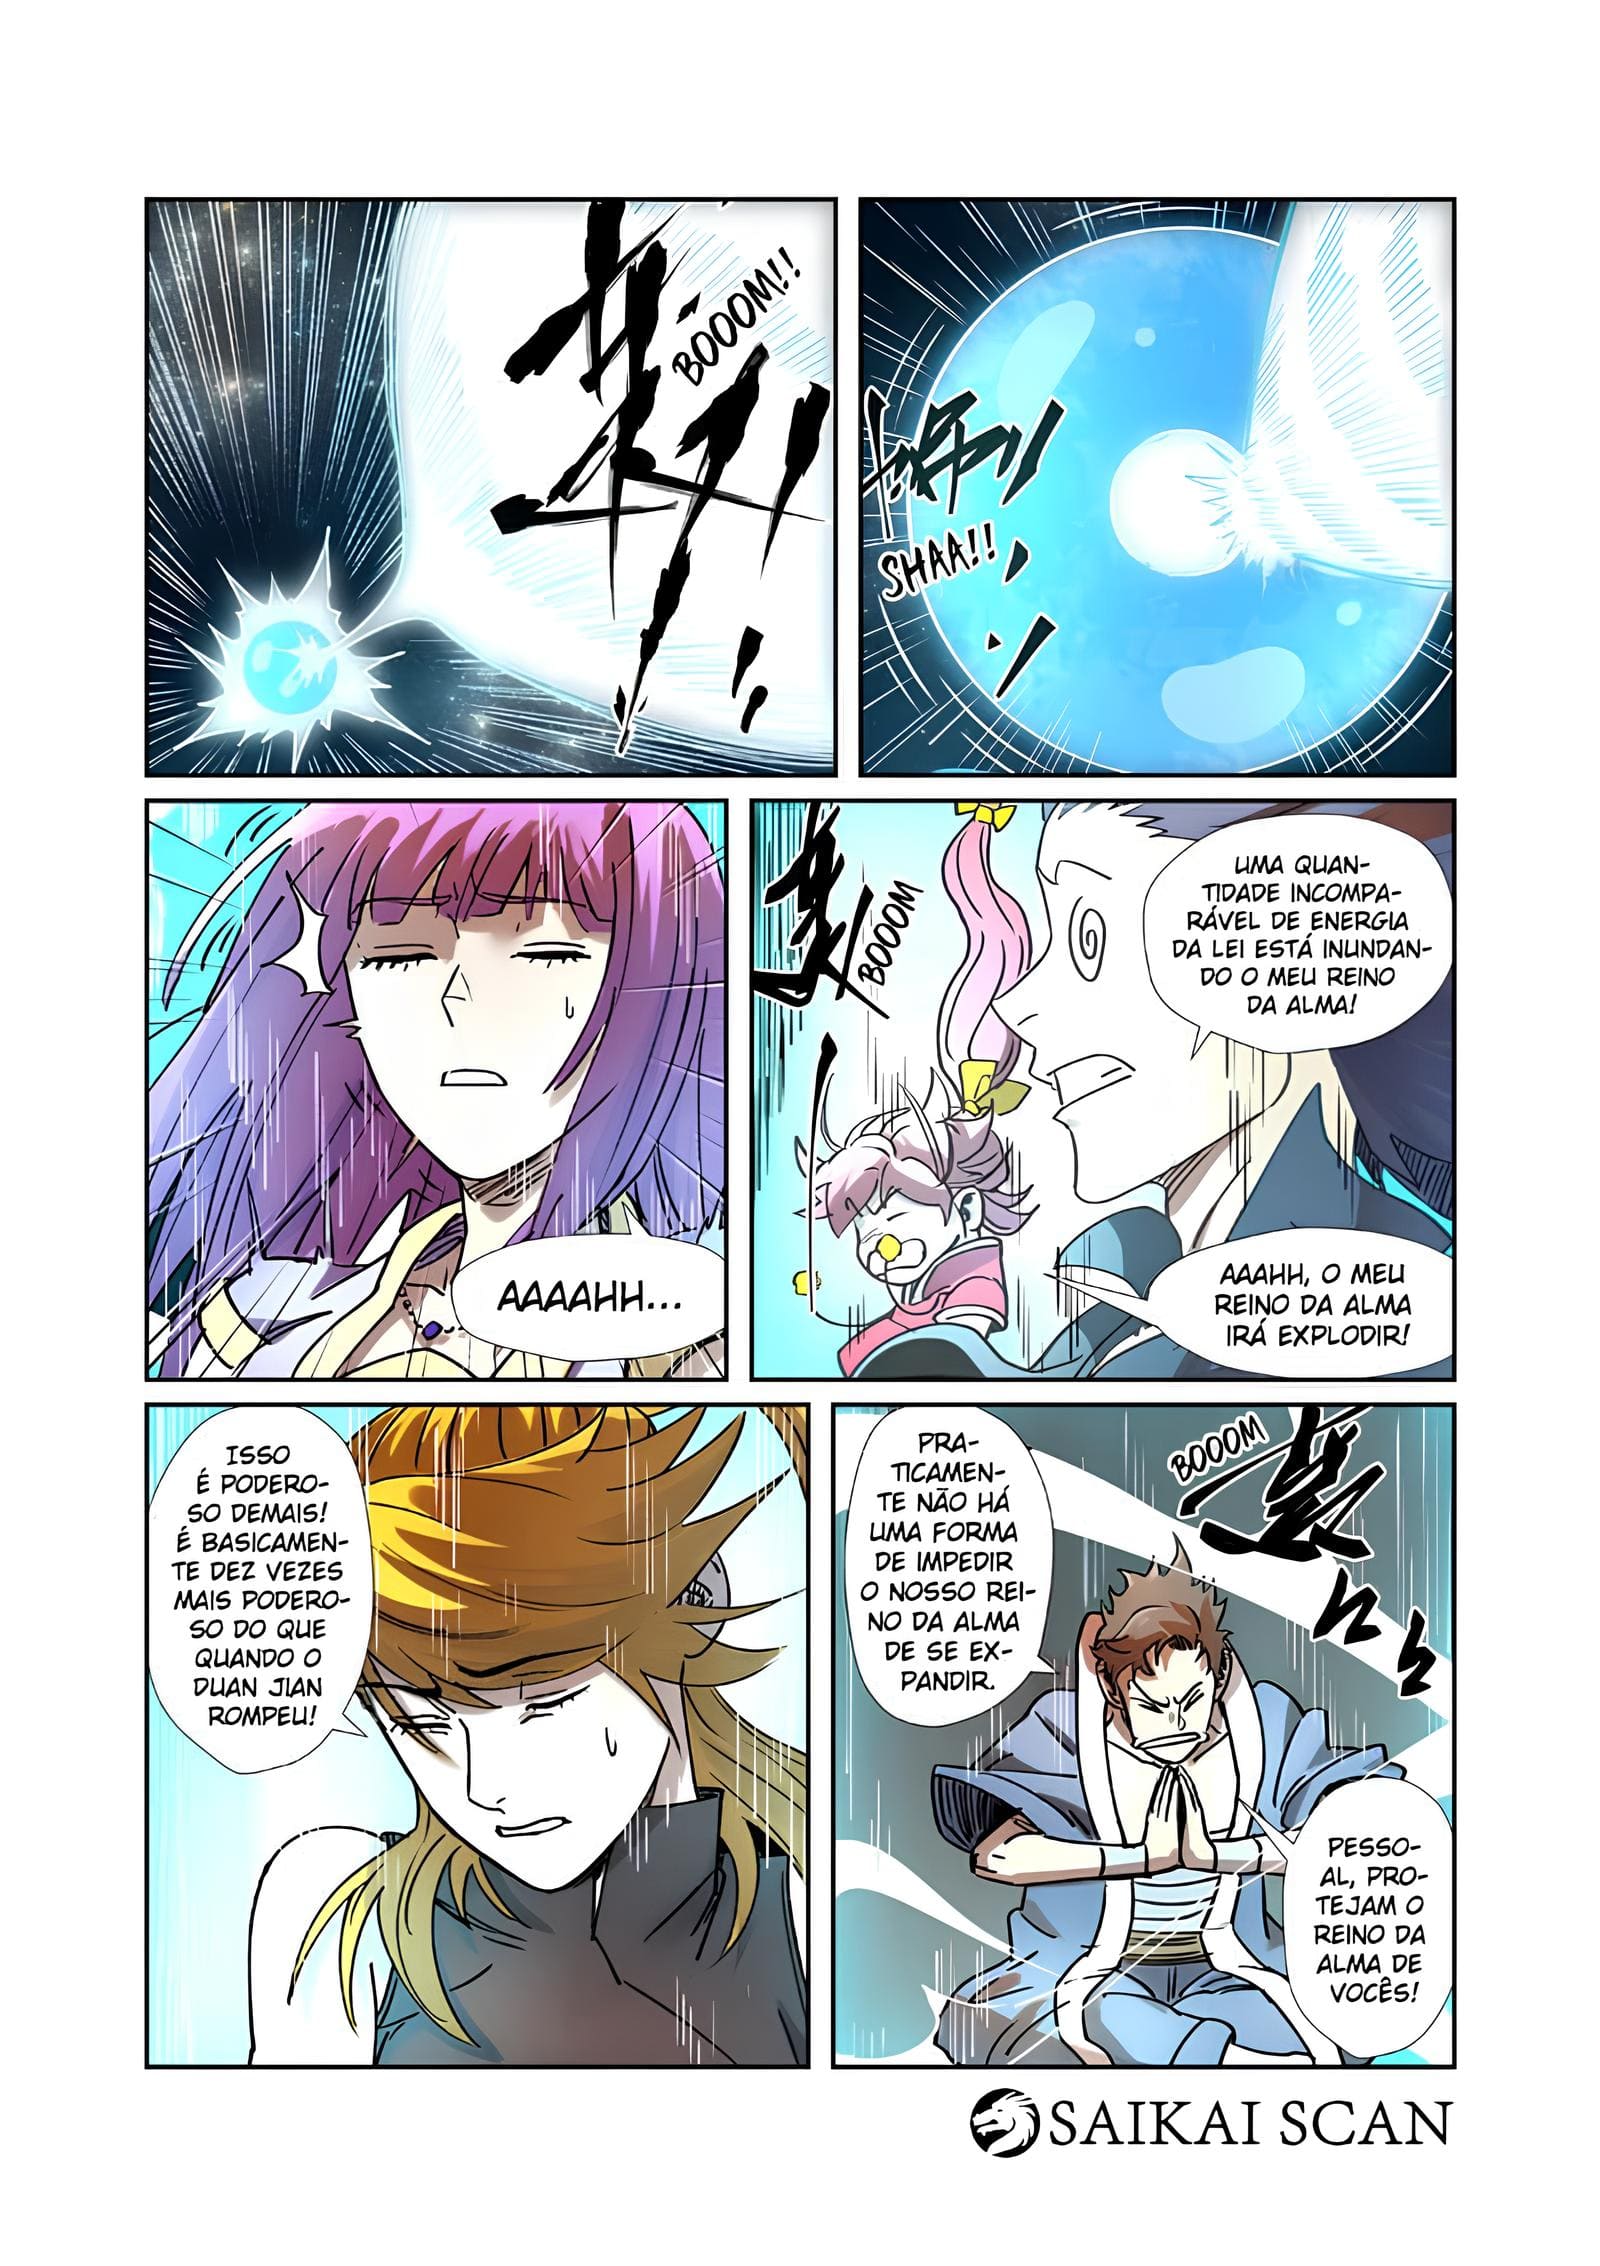 BOOOM!!
SHAA!!
BOOOM
UMA QUAN-
TIDADE INCOMPA-
RÁVEL DE ENERGIA
DA LEI ESTÁ INUNDAN-
DO O MEU REINO
DA ALMA!
AAAAHH...
AAAHH, O MEU
REINO DA ALMA
IRÁ EXPLODIR!
ISSO
É PODERO-
SO DEMAIS!
É BASICAMEN-
TE DEZ VEZES
MAIS PODERO-
SO DO QUE
QUANDO O
DUAN JIAN
ROMPEU!
PRA-
TICAMEN-
TE NÃO HÁ
UMA FORMA
DE IMPEDIR
O NOSSO REI-
NO DA ALMA
DE SE EX-
PANDIR.
BOOOM
PESSO-
AL, PRO-
TEJAM O
REINO DA
ALMA DE
VOCÊS!
SAIKAI SCAN